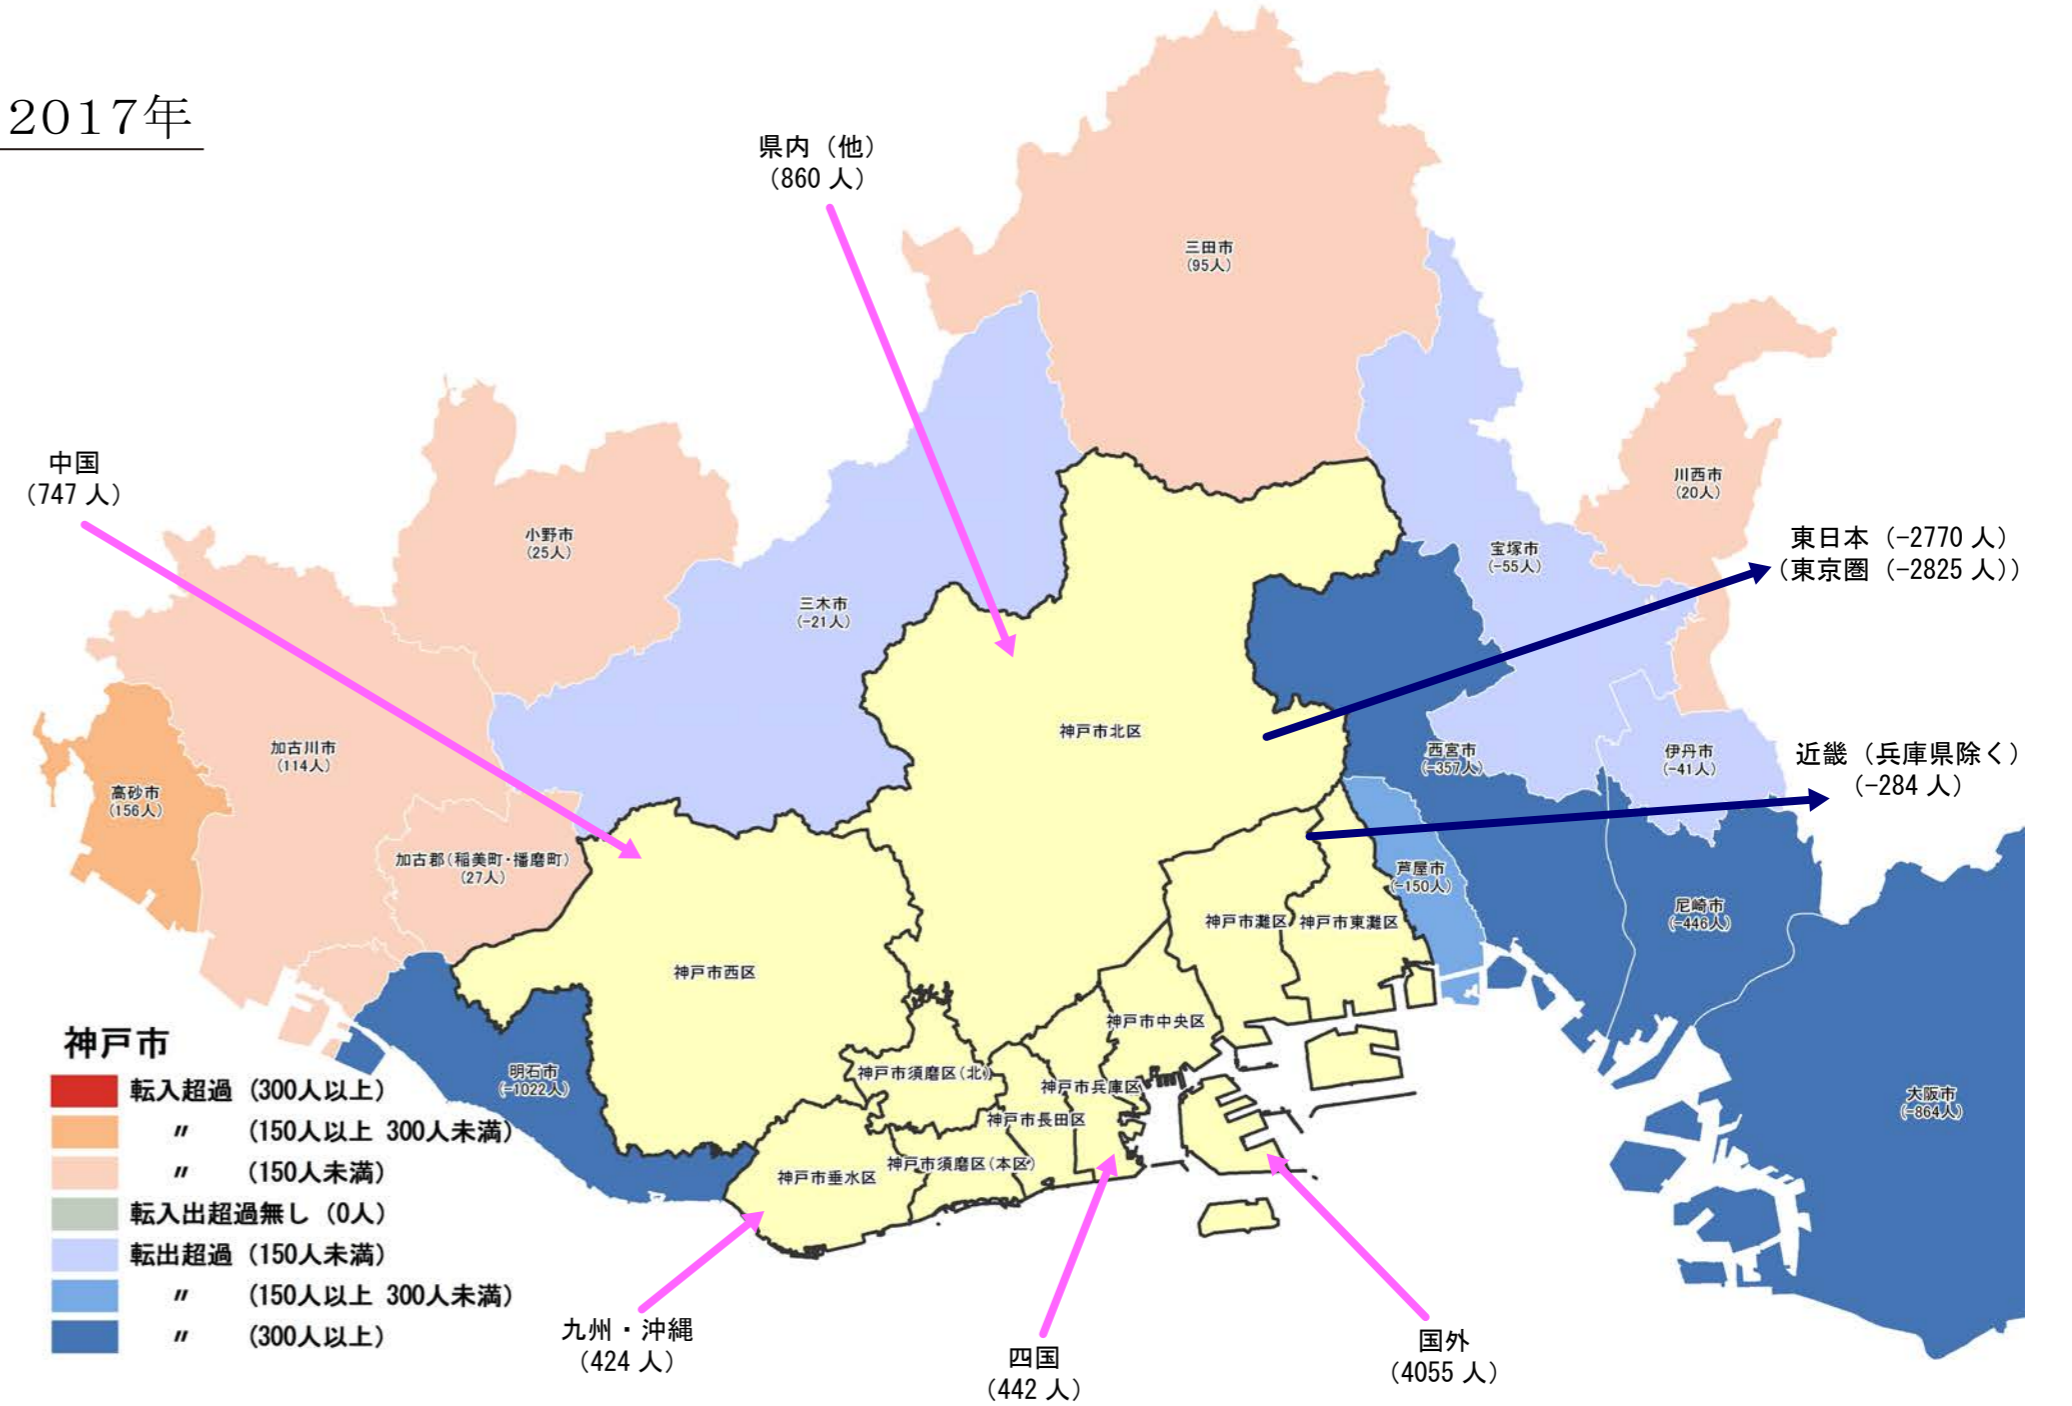 2017年
県内（他）
（860 人）
三田市
(95人)
中国
（747 人）
小野市
(25人)
三木市
(-21人)
川西市
(20人)
宝塚市
(-55人)
東日本（-2770 人）
（東京圏（-2825 人））
神戸市北区
西宮市
(-357人)
伊丹市
(-41人)
近畿（兵庫県除く）
（-284 人）
加古川市
(114人)
高砂市
(156人)
加古郡(稲美町・播磨町)
(27人)
芦屋市
(-150人)
尼崎市
(-446人)
神戸市灘区
神戸市東灘区
神戸市西区
神戸市中央区
神戸市須磨区(北)
神戸市兵庫区
神戸市長田区
神戸市須磨区(本区)
神戸市垂水区
明石市
(-1022人)
大阪市
(-864人)
神戸市
転入超過（300人以上）
〃 （150人以上 300人未満）
〃 （150人未満）
転入出超過無し（0人）
転出超過（150人未満）
〃 （150人以上 300人未満）
〃 （300人以上）
九州・沖縄
（424 人）
四国
（442 人）
国外
（4055 人）